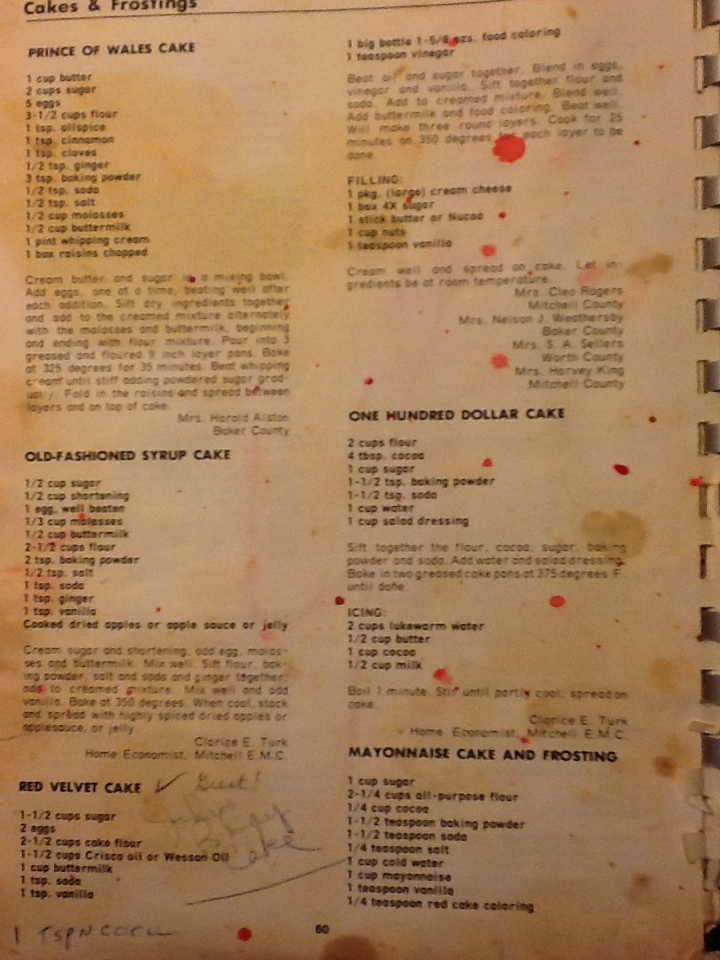 Cakes & Frostings
PRINCE OF WALES CAKE
1 cup butter
2 cups sugar
5 eggs
3-1/2 cups flour
1 tsp. allspice
1 tsp. cinnamon
1 tsp. cloves
1/2 tsp. ginger
3 tsp. baking powder
1/2 tsp. soda
1/2 tsp. salt
1/2 cup molasses
1/2 cup buttermilk
1 pint whipping cream
1 box raisins chopped
Cream butter and sugar in a mixing bowl.
Add eggs, one at a time, beating well after
each addition. Sift dry ingredients together
and add to the creamed mixture alternately
with the molasses and buttermilk, beginning
and ending with flour mixture. Pour into 3
greased and floured 9 inch layer pans. Bake
at 325 degrees for 35 minutes. Beat whipping
cream until stiff adding powdered sugar grad-
ually. Fold in the raisins and spread between
layers and on top of cake.
Mrs. Harold Alston
Baker County
OLD-FASHIONED SYRUP CAKE
1/2 cup sugar
1/2 cup shortening
1 egg, well beaten
1/3 cup molasses
1/2 cup buttermilk
2-1/2 cups flour
2 tsp. baking powder
1/2 tsp. salt
1 tsp. soda
1 tsp. ginger
1 tsp. vanilla
Cooked dried apples or apple sauce or jelly
Cream sugar and shortening, add egg, molas-
ses and buttermilk. Mix well. Sift flour, bak-
ing powder, salt and soda and ginger together;
add to creamed mixture. Mix well and add
vanilla. Bake at 350 degrees. When cool, stack
and spread with highly spiced dried apples or
applesauce, or jelly.
Clarice E. Turk
Home Economist, Mitchell E.M.C.
RED VELVET CAKE ✓ Great!
1-1/2 cups sugar
2 eggs
2-1/2 cups cake flour
1-1/2 cups Crisco oil or Wesson Oil
1 cup buttermilk
1 tsp. soda
1 tsp. vanilla
Cake
1 TSP
1 big bottle 1-5/8 ozs. food coloring
1 teaspoon vinegar
Beat oil and sugar together. Blend in eggs,
vinegar and vanilla. Sift together flour and
soda. Add to creamed mixture. Blend well.
Add buttermilk and food coloring. Beat well.
Will make three round layers. Cook for 25
minutes on 350 degrees for each layer to be
done.
FILLING:
1 pkg. (large) cream cheese
1 box 4X sugar
1 stick butter or Nucoa
1 cup nuts
1 teaspoon vanilla
Cream well and spread on cake. Let in-
gredients be at room temperature.
Mrs. Cleo Rogers
Mitchell County
Mrs. Nelson J. Weathersby
Baker County
Mrs. S. A. Sellers
Worth County
Mrs. Harvey King
Mitchell County
ONE HUNDRED DOLLAR CAKE
2 cups flour
4 tbsp. cocoa
1 cup sugar
1-1/2 tsp. baking powder
1-1/2 tsp. soda
1 cup water
1 cup salad dressing
Sift together the flour, cocoa, sugar, baking
powder and soda. Add water and salad dressing.
Bake in two greased cake pans at 375 degrees F.
until done.
ICING:
2 cups lukewarm water
1/2 cup butter
1 cup cocoa
1/2 cup milk
Boil 1 minute. Stir until partly cool; spread on
cake.
Clarice E. Turk
Home Economist, Mitchell E.M.C.
MAYONNAISE CAKE AND FROSTING
1 cup sugar
2-1/4 cups all-purpose flour
1/4 cup cocoa
1-1/2 teaspoon baking powder
1-1/2 teaspoon soda
1/4 teaspoon salt
1 cup cold water
1 cup mayonnaise
1 teaspoon vanilla
1/4 teaspoon red cake coloring
60